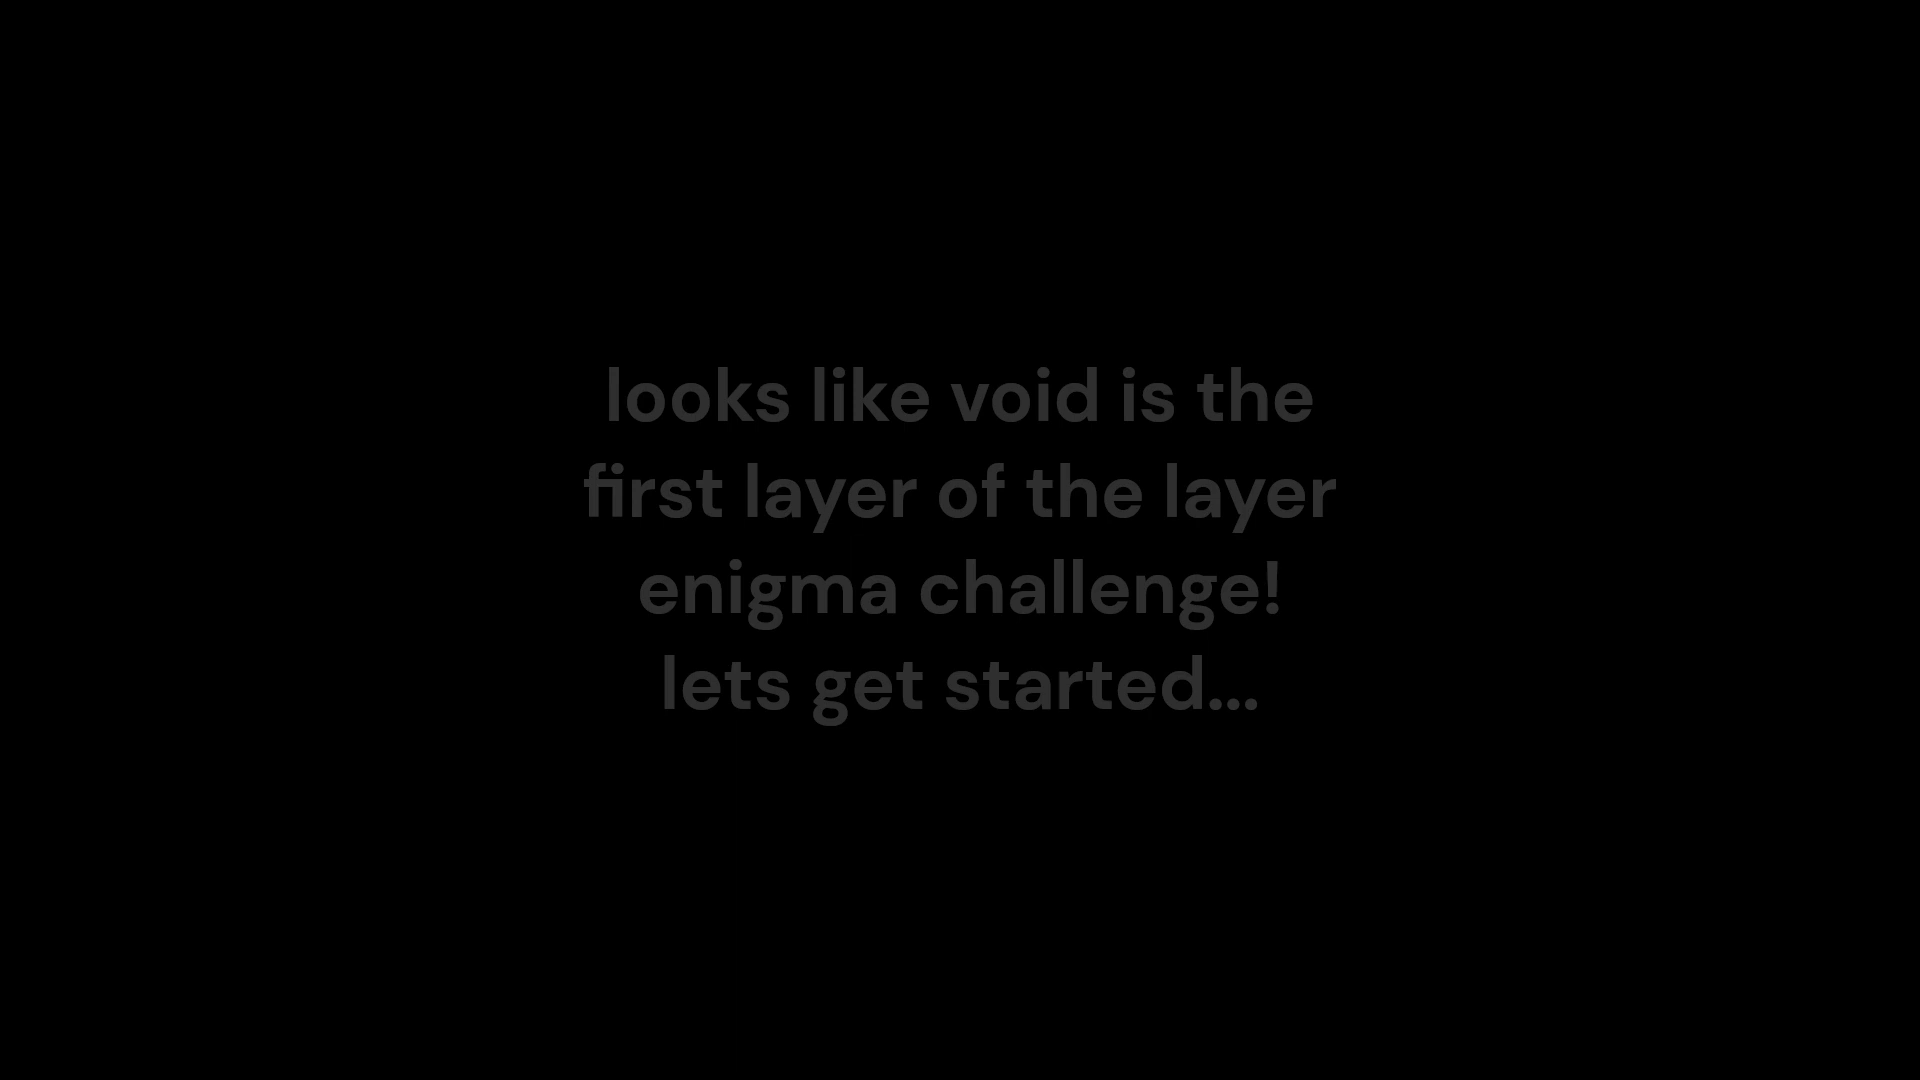 looks like void is the
first layer of the layer
enigma challenge!
lets get started...